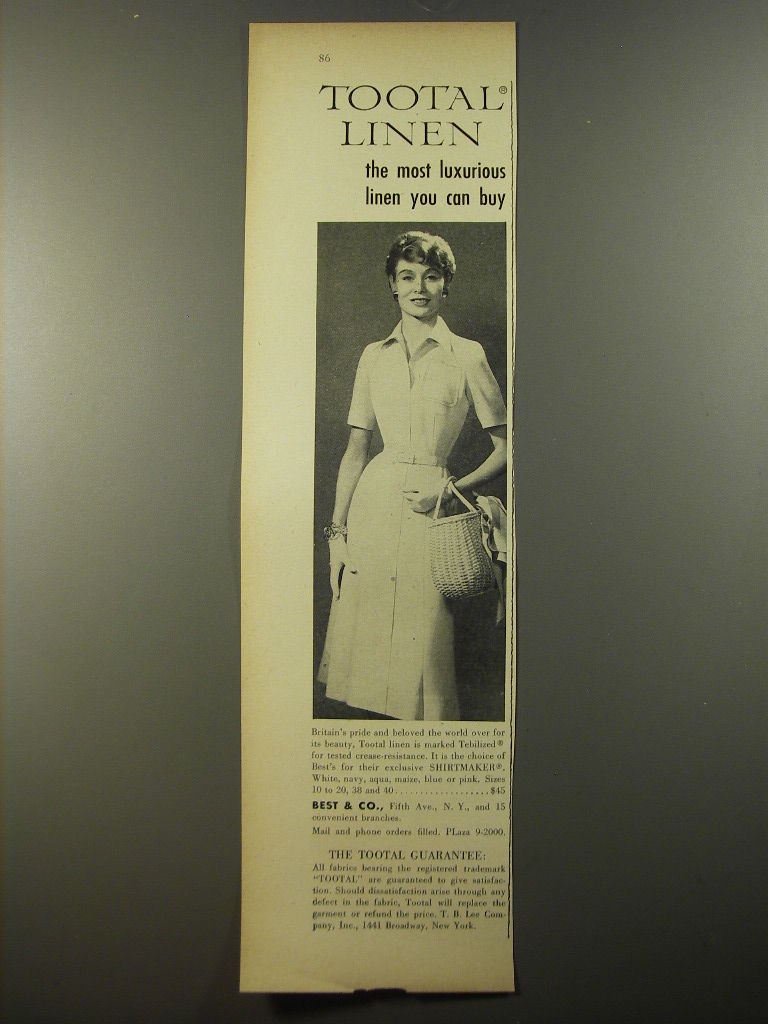 86
TOOTAL®
LINEN
the most luxurious
linen you can buy
Britain's pride and beloved the world over for
its beauty, Tootal linen is marked Tebilized®
for tested crease-resistance. It is the choice of
Best's for their exclusive SHIRTMAKER®.
White, navy, aqua, maize, blue or pink. Sizes
10 to 20, 38 and 40...................$45
BEST & CO., Fifth Ave., N. Y., and 15
convenient branches.
Mail and phone orders filled. PLaza 9-2000.
THE TOOTAL GUARANTEE:
All fabrics bearing the registered trademark
"TOOTAL" are guaranteed to give satisfac-
tion. Should dissatisfaction arise through any
defect in the fabric, Tootal will replace the
garment or refund the price. T. B. Lee Com-
pany, Inc., 1441 Broadway, New York.